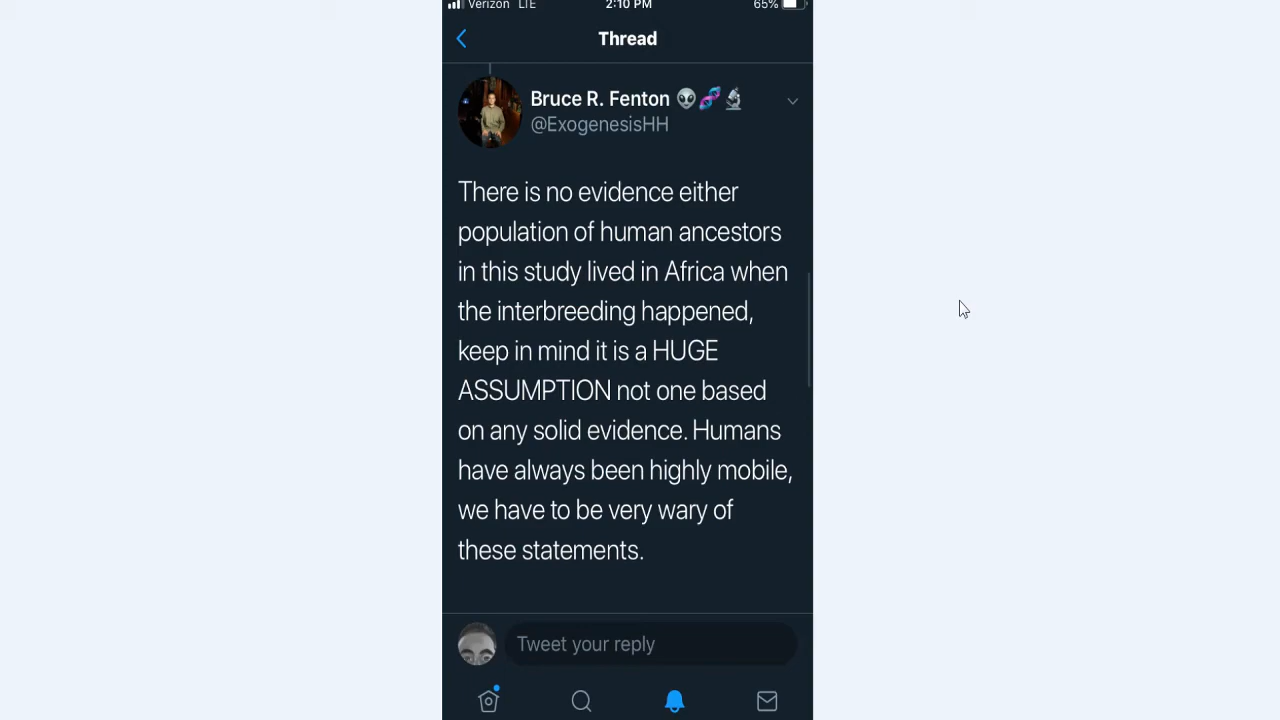 Verizon LTE 2:10 PM 65%
Thread
Bruce R. Fenton 👽🧬🔬
@ExogenesisHH
There is no evidence either
population of human ancestors
in this study lived in Africa when
the interbreeding happened,
keep in mind it is a HUGE
ASSUMPTION not one based
on any solid evidence. Humans
have always been highly mobile,
we have to be very wary of
these statements.
Tweet your reply